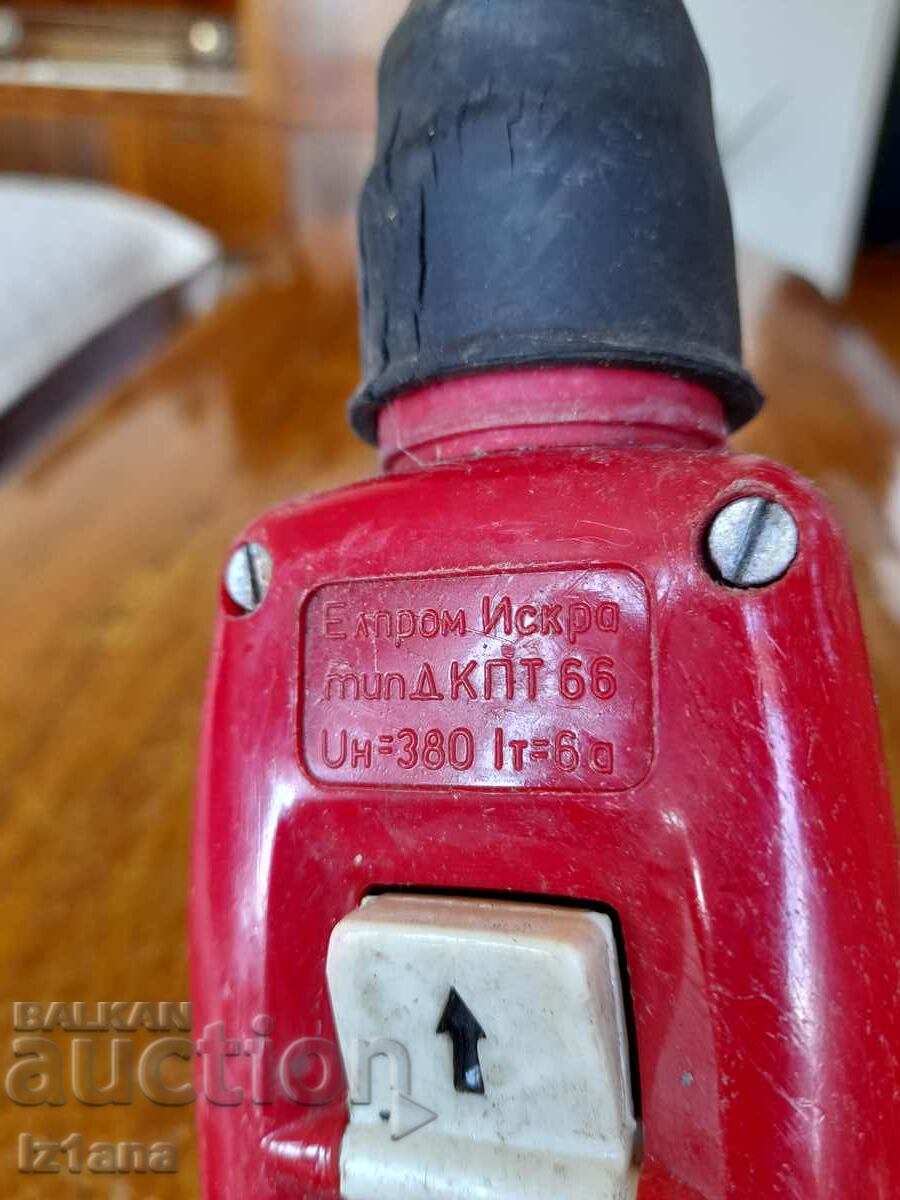 Елпром Искра
тип ДКПТ 66
Uн=380 Iт=6а
BALKAN
auction
Iz1ana